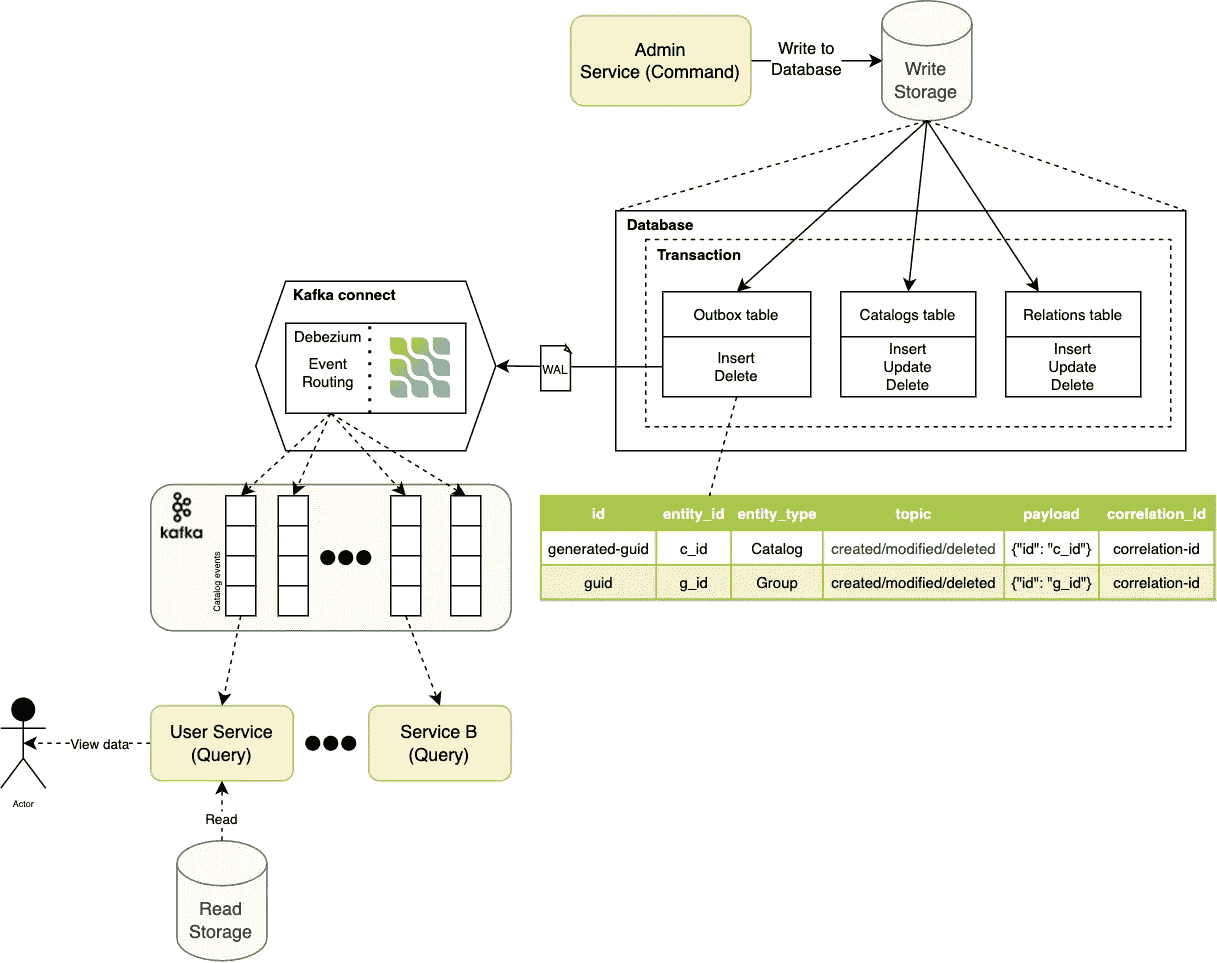 Admin
Service (Command)
Write to
Database
Write
Storage
Database
Transaction
Outbox table
Insert
Delete
Catalogs table
Insert
Update
Delete
Relations table
Insert
Update
Delete
Kafka connect
Debezium
Event
Routing
WAL
kafka
Catalog events
id entity_id entity_type topic payload correlation_id
generated-guid c_id Catalog created/modified/deleted {"id": "c_id"} correlation-id
guid g_id Group created/modified/deleted {"id": "g_id"} correlation-id
User Service
(Query)
Service B
(Query)
View data
Actor
Read
Read
Storage